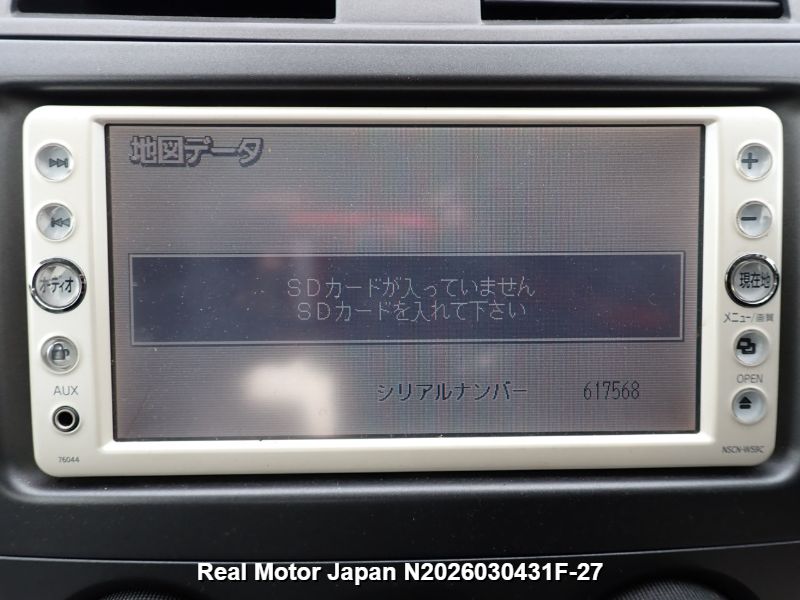 地図データ
SDカードが入っていません
SDカードを入れて下さい
シリアルナンバー 617568
オーディオ
AUX
76044
現在地
メニュー/画質
OPEN
NSCN-W59C
Real Motor Japan N2026030431F-27